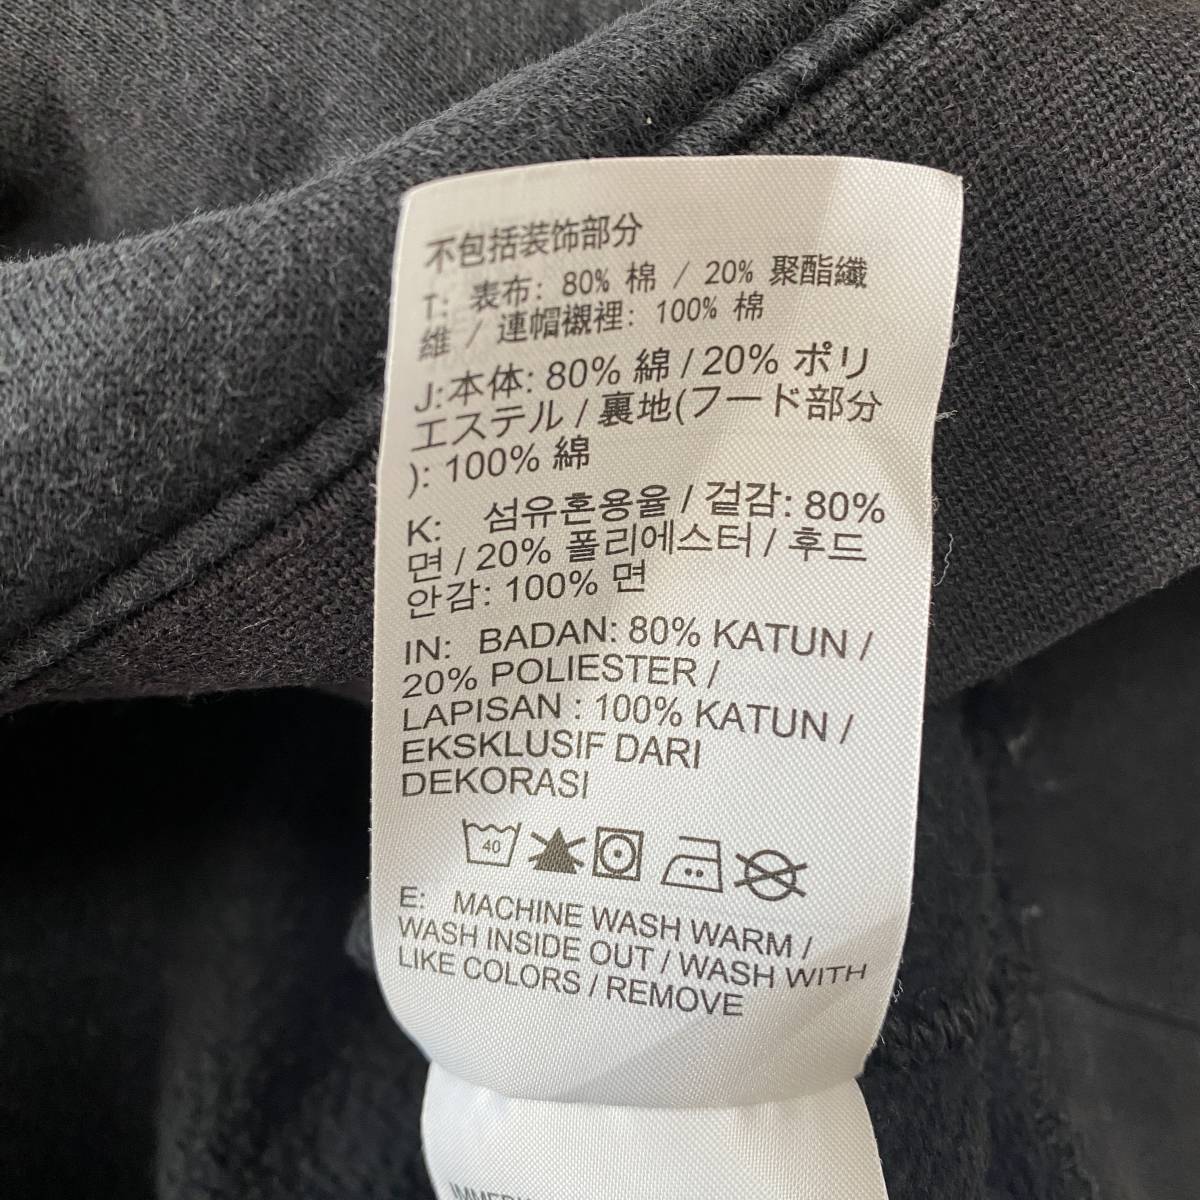 不包括装饰部分
T: 表布: 80% 棉 / 20% 聚酯纖
維 / 連帽襯裡: 100% 棉
J:本体: 80% 綿 / 20% ポリ
エステル / 裏地(フード部分
): 100% 綿
K: 섬유혼용율 / 겉감: 80%
면 / 20% 폴리에스터 / 후드
안감: 100% 면
IN: BADAN: 80% KATUN /
20% POLIESTER /
LAPISAN : 100% KATUN /
EKSKLUSIF DARI
DEKORASI
40
E: MACHINE WASH WARM /
WASH INSIDE OUT / WASH WITH
LIKE COLORS / REMOVE